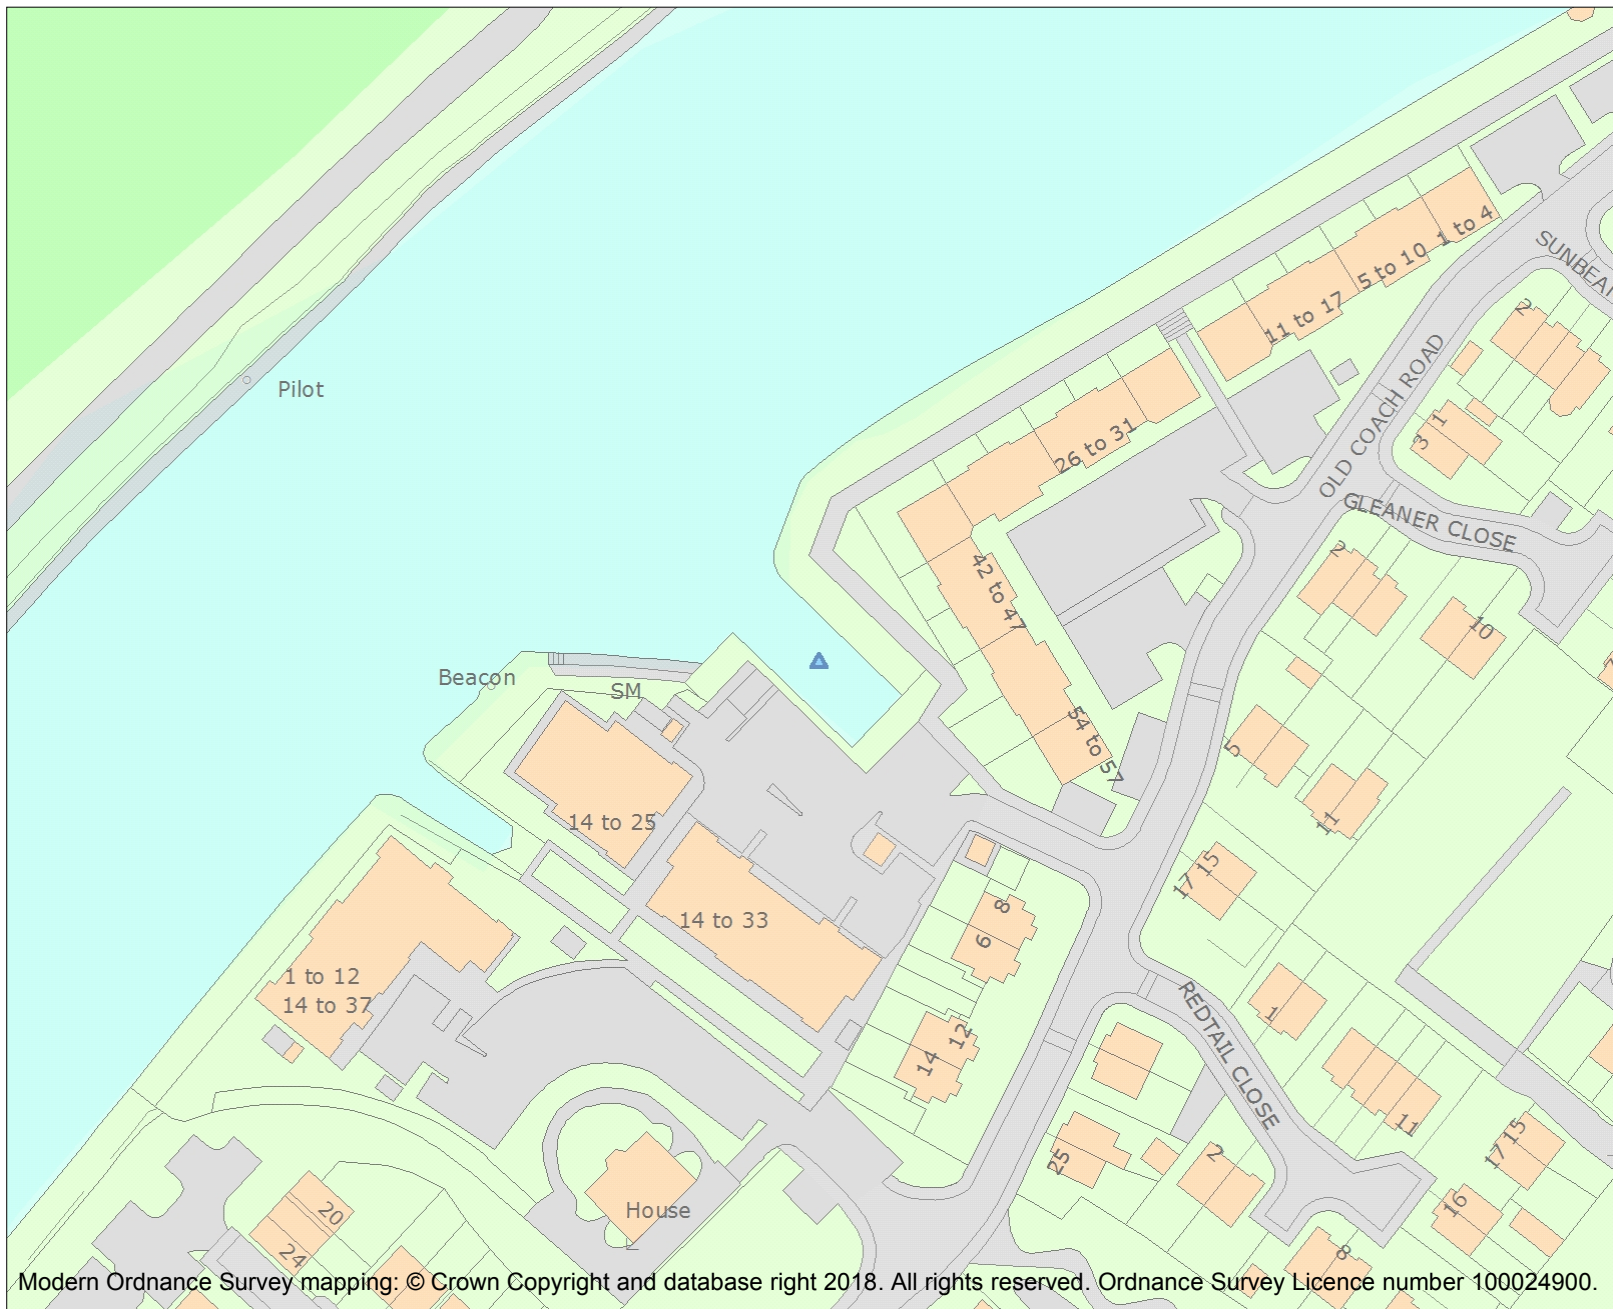 1 to 4
SUNBEA
5 to 10
11 to 17
2
OLD COACH ROAD
Pilot
1
3
26 to 31
GLEANER CLOSE
2
42 to 47
10
Beacon
SM
54 to 57
5
14 to 25
11
17 15
8
6
14 to 33
1 to 12
14 to 37
REDTAIL CLOSE
1
12
14
11
17 15
2
25
16
20
House
24
8
Modern Ordnance Survey mapping: © Crown Copyright and database right 2018. All rights reserved. Ordnance Survey Licence number 100024900.